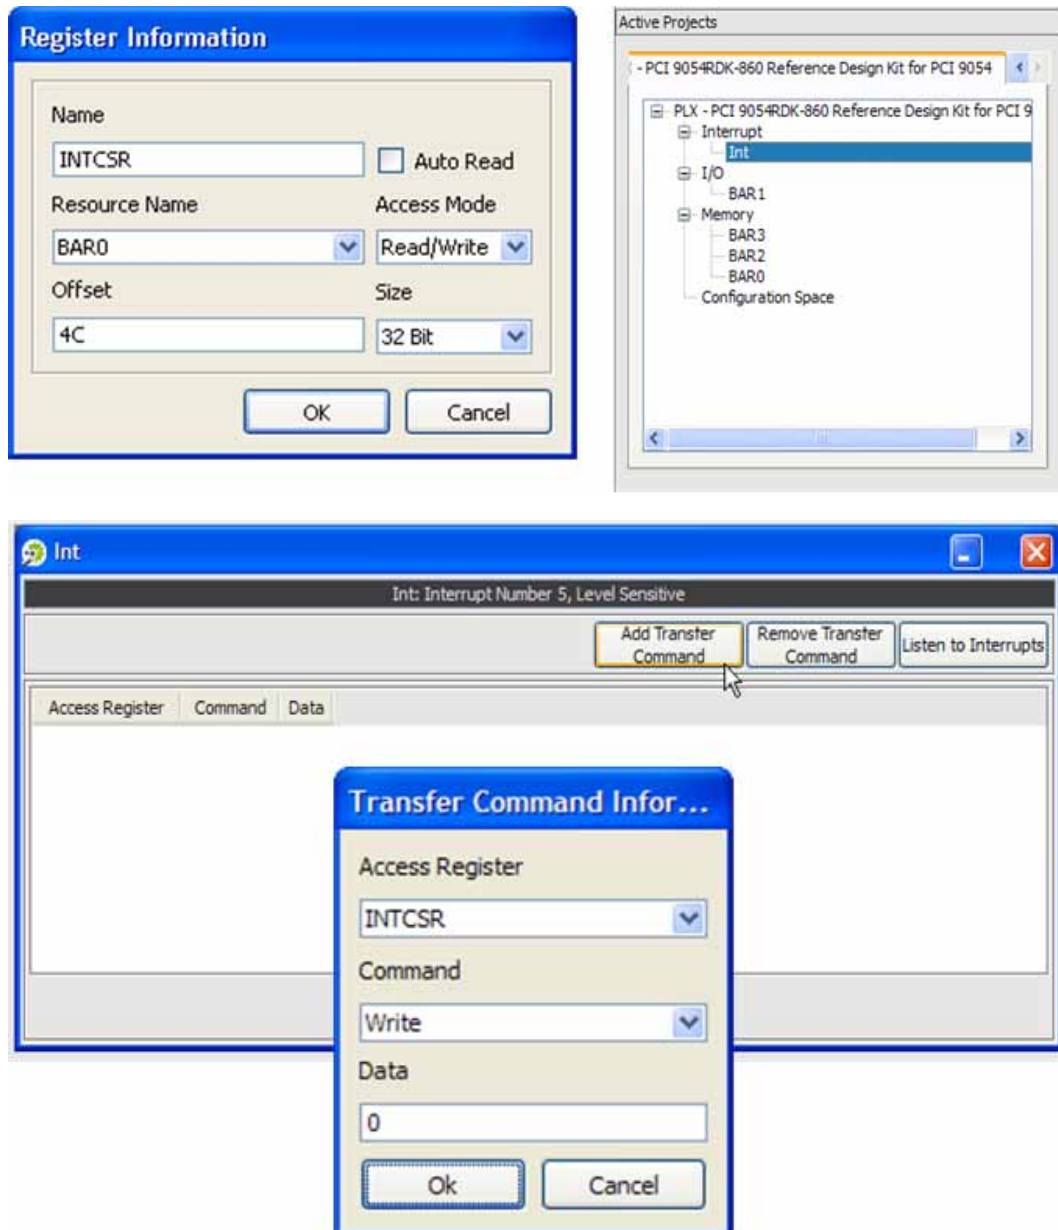 Register Information
Name
INTCSR
Auto Read
Resource Name
Access Mode
BAR0
Read/Write
Offset
Size
4C
32 Bit
OK
Cancel
Active Projects
- PCI 9054RDK-860 Reference Design Kit for PCI 9054
PLX - PCI 9054RDK-860 Reference Design Kit for PCI 9
Interrupt
Int
I/O
BAR1
Memory
BAR3
BAR2
BAR0
Configuration Space
Int
Int: Interrupt Number 5, Level Sensitive
Add Transfer
Command
Remove Transfer
Command
Listen to Interrupts
Access Register
Command
Data
Transfer Command Infor...
Access Register
INTCSR
Command
Write
Data
0
Ok
Cancel